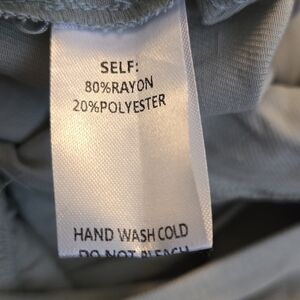 SELF:
80%RAYON
20%POLYESTER
HAND WASH COLD
DO NOT BLEACH